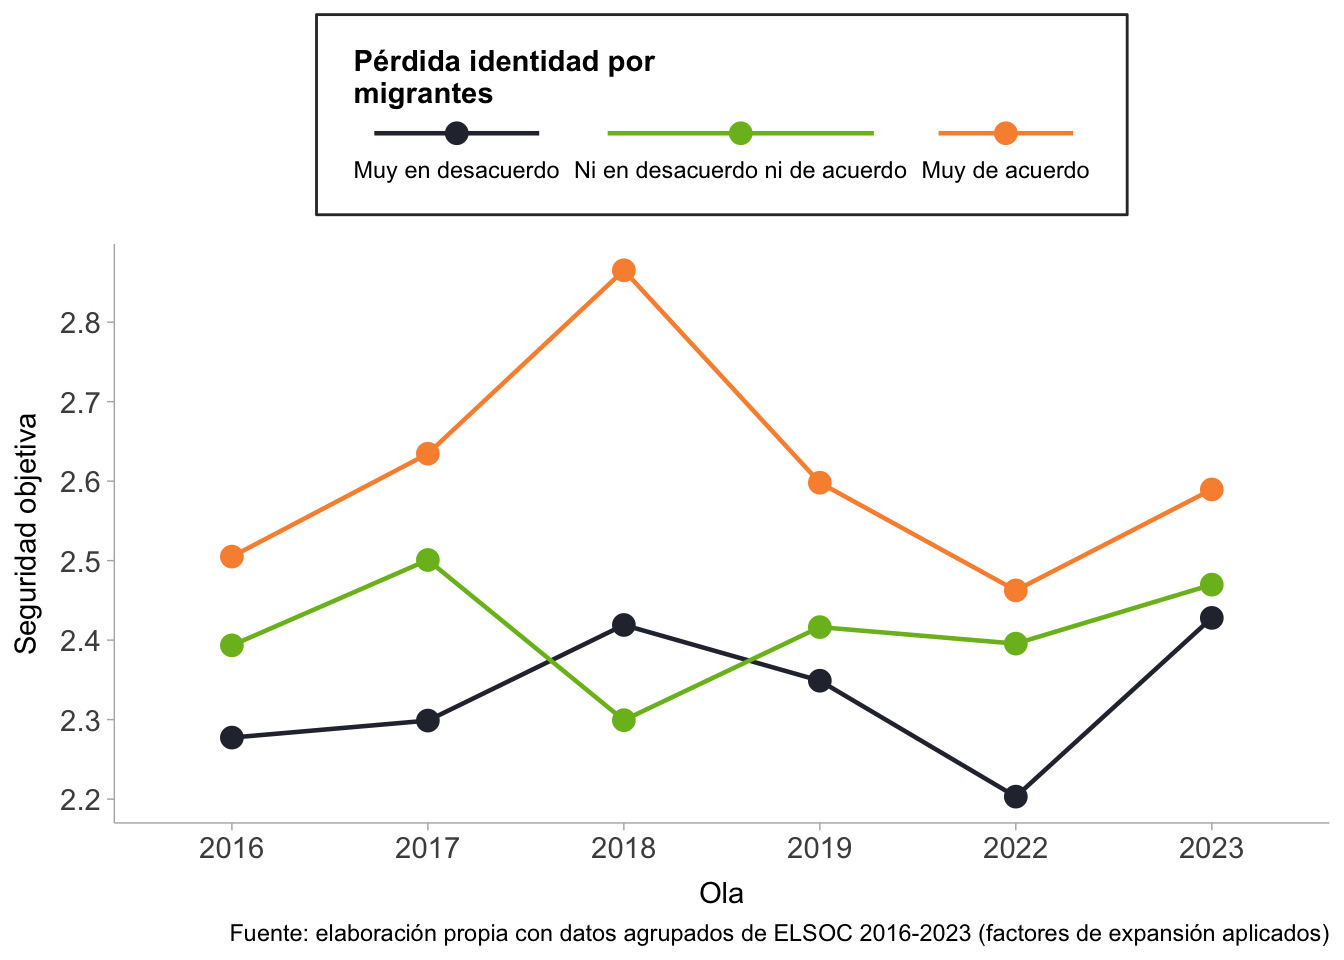 Pérdida identidad por
migrantes
Muy en desacuerdo Ni en desacuerdo ni de acuerdo Muy de acuerdo
2.8
2.7
2.6
2.5
2.4
2.3
2.2
Seguridad objetiva
2016 2017 2018 2019 2022 2023
Ola
Fuente: elaboración propia con datos agrupados de ELSOC 2016-2023 (factores de expansión aplicados)